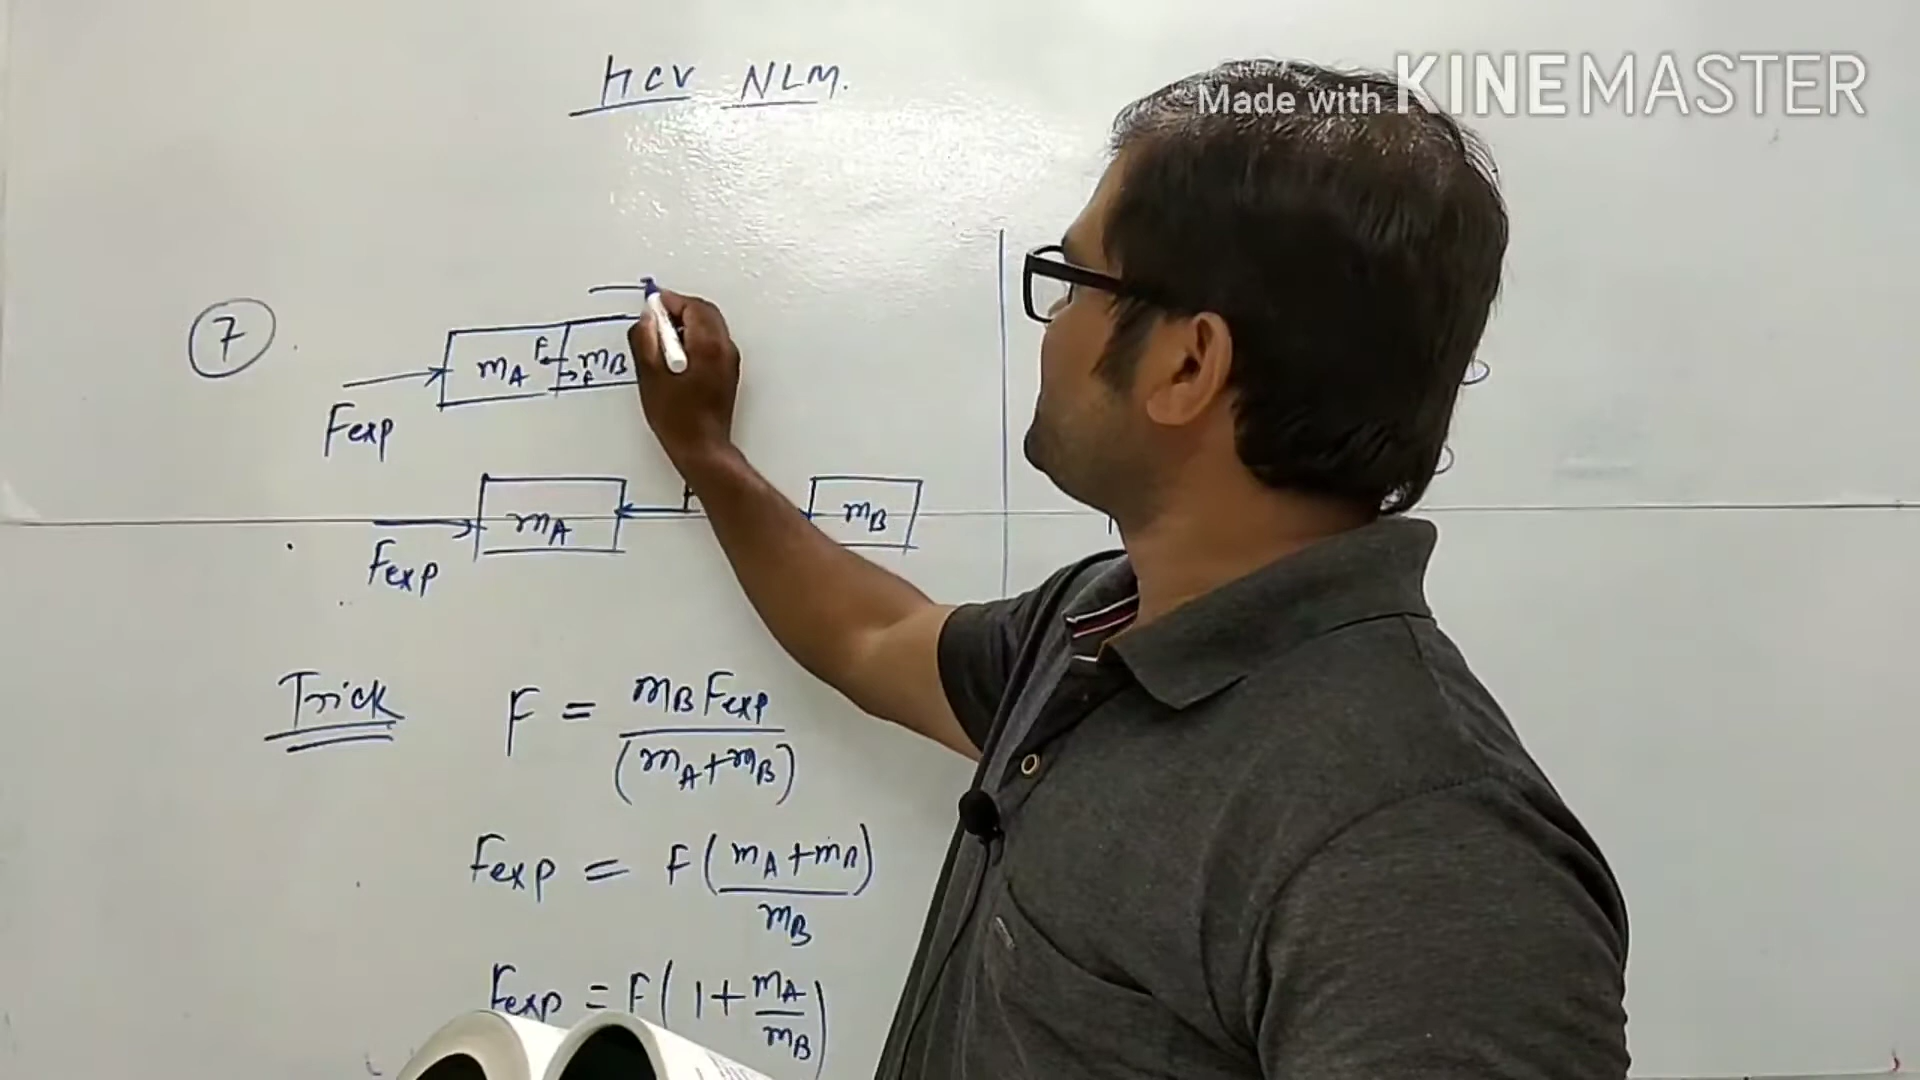 Made with KINEMASTER
HCV NLM.
7
mA F mB
F
Fexp
mA mB
Fexp
Trick F = mB Fexp / (mA+mB)
Fexp = F (mA+mB / mB)
Fexp = F (1+ mA / mB)